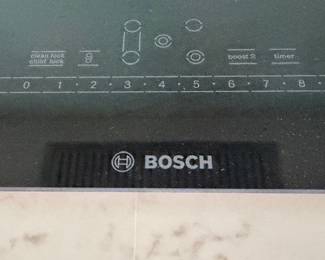 clean lock
child lock
boost
timer
0 · 1 · 2 · 3 · 4 · 5 · 6 · 7 · 8
BOSCH